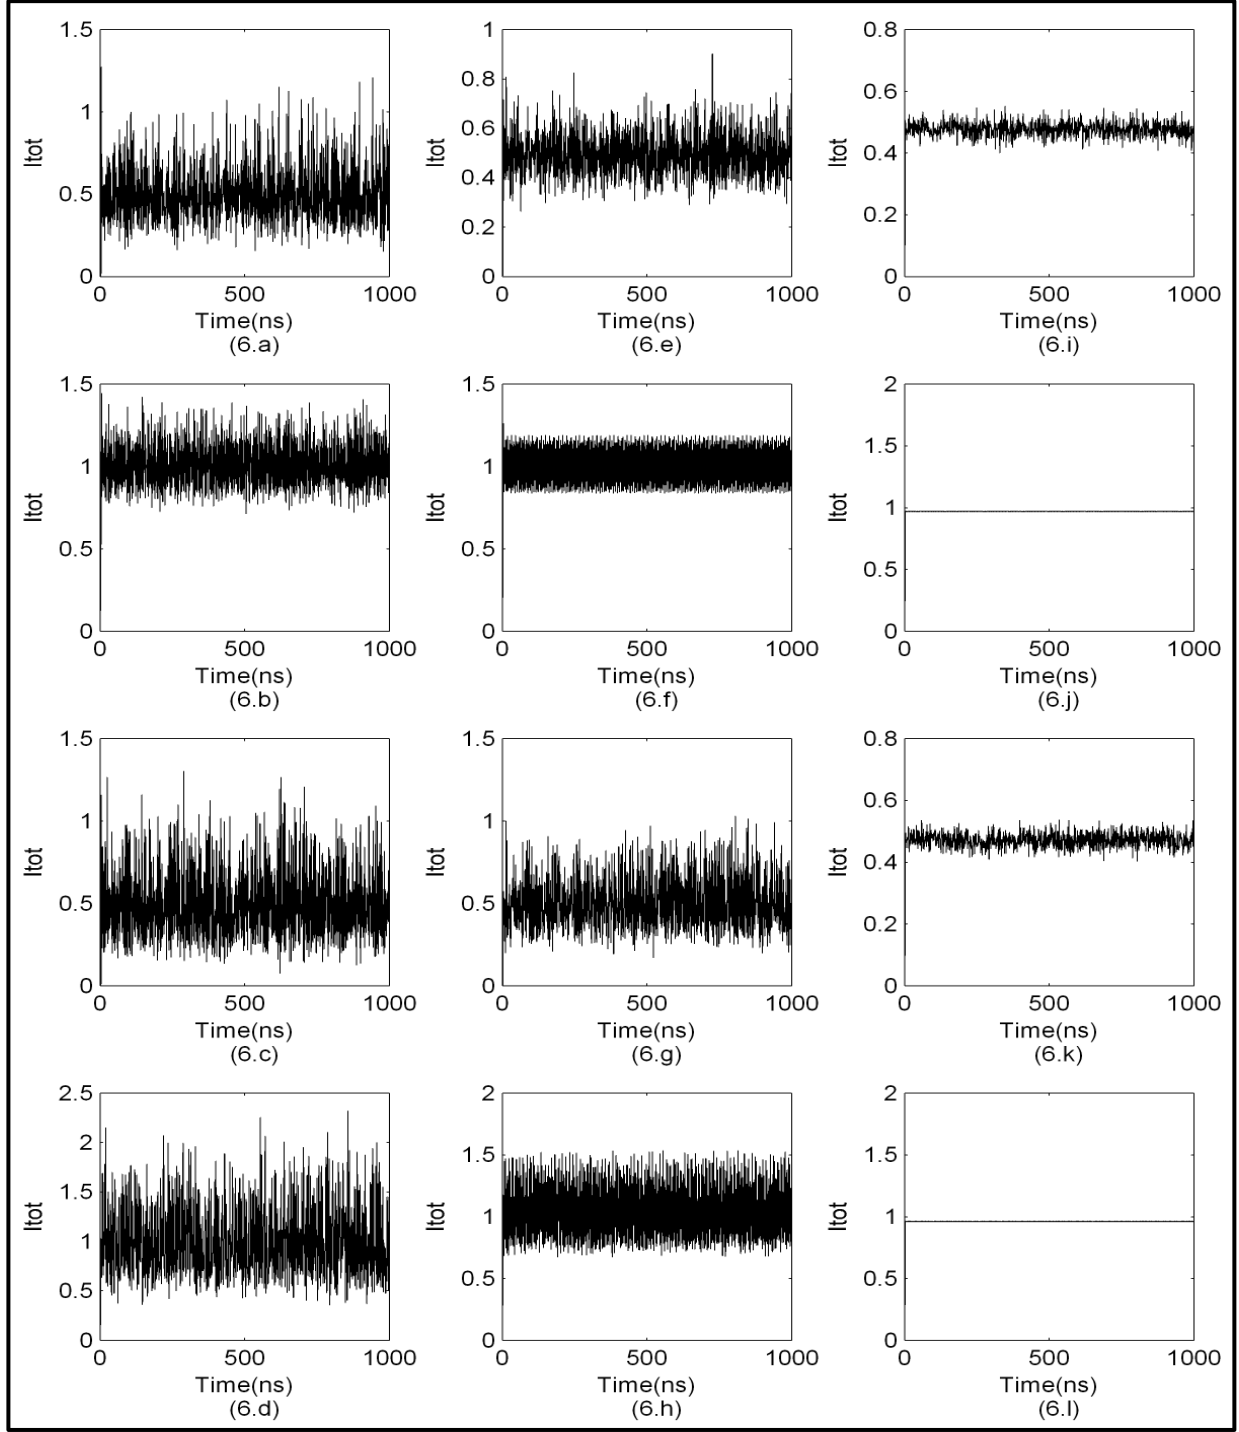 1.5
1
0.5
0
Itot
0 500 1000
Time(ns)
(6.a)
1
0.8
0.6
0.4
0.2
0
Itot
0 500 1000
Time(ns)
(6.e)
0.8
0.6
0.4
0.2
0
Itot
0 500 1000
Time(ns)
(6.i)
1.5
1
0.5
0
Itot
0 500 1000
Time(ns)
(6.b)
1.5
1
0.5
0
Itot
0 500 1000
Time(ns)
(6.f)
2
1.5
1
0.5
0
Itot
0 500 1000
Time(ns)
(6.j)
1.5
1
0.5
0
Itot
0 500 1000
Time(ns)
(6.c)
1.5
1
0.5
0
Itot
0 500 1000
Time(ns)
(6.g)
0.8
0.6
0.4
0.2
0
Itot
0 500 1000
Time(ns)
(6.k)
2.5
2
1.5
1
0.5
0
Itot
0 500 1000
Time(ns)
(6.d)
2
1.5
1
0.5
0
Itot
0 500 1000
Time(ns)
(6.h)
2
1.5
1
0.5
0
Itot
0 500 1000
Time(ns)
(6.l)